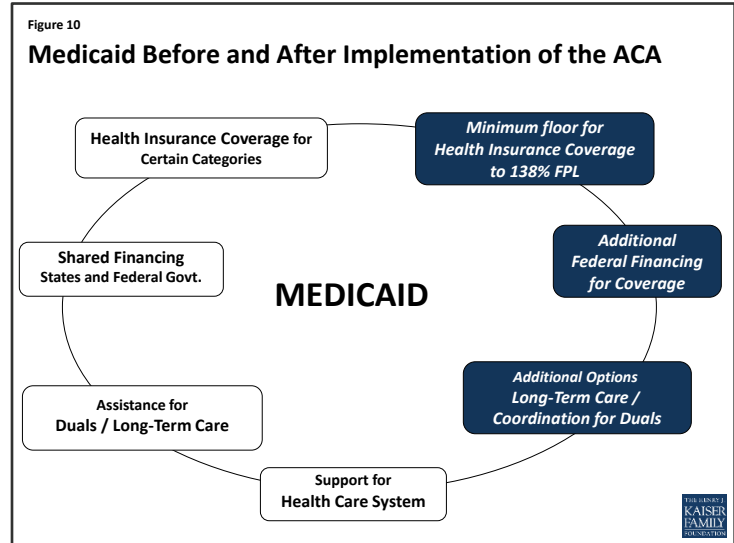 Figure 10
Medicaid Before and After Implementation of the ACA
Health Insurance Coverage for
Certain Categories
Minimum floor for
Health Insurance Coverage
to 138% FPL
Shared Financing
States and Federal Govt.
Additional
Federal Financing
for Coverage
MEDICAID
Assistance for
Duals / Long-Term Care
Additional Options
Long-Term Care /
Coordination for Duals
Support for
Health Care System
THE HENRY J.
KAISER
FAMILY
FOUNDATION